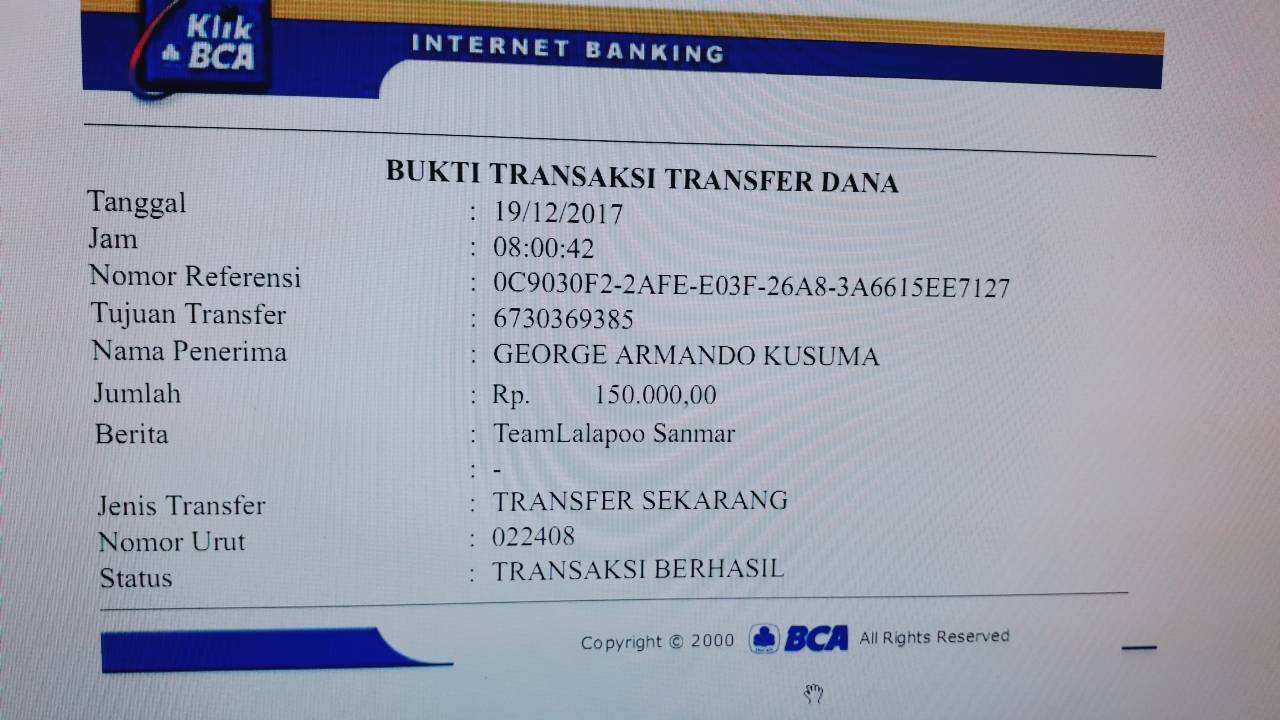 Klik
BCA
INTERNET BANKING
BUKTI TRANSAKSI TRANSFER DANA
Tanggal : 19/12/2017
Jam : 08:00:42
Nomor Referensi : 0C9030F2-2AFE-E03F-26A8-3A6615EE7127
Tujuan Transfer : 6730369385
Nama Penerima : GEORGE ARMANDO KUSUMA
Jumlah : Rp. 150.000,00
Berita : TeamLalapoo Sanmar
: -
Jenis Transfer : TRANSFER SEKARANG
Nomor Urut : 022408
Status : TRANSAKSI BERHASIL
Copyright © 2000 BCA All Rights Reserved